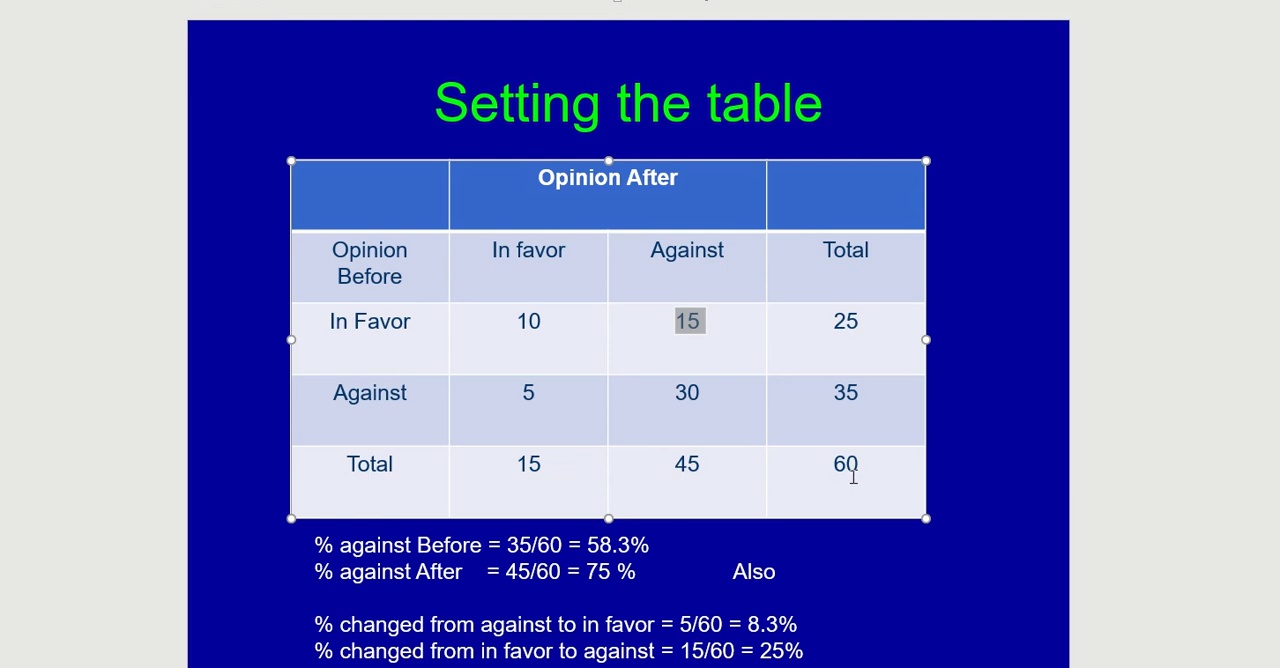 Setting the table
Opinion After
Opinion Before In favor Against Total
In Favor 10 15 25
Against 5 30 35
Total 15 45 60
% against Before = 35/60 = 58.3%
% against After = 45/60 = 75 % Also
% changed from against to in favor = 5/60 = 8.3%
% changed from in favor to against = 15/60 = 25%